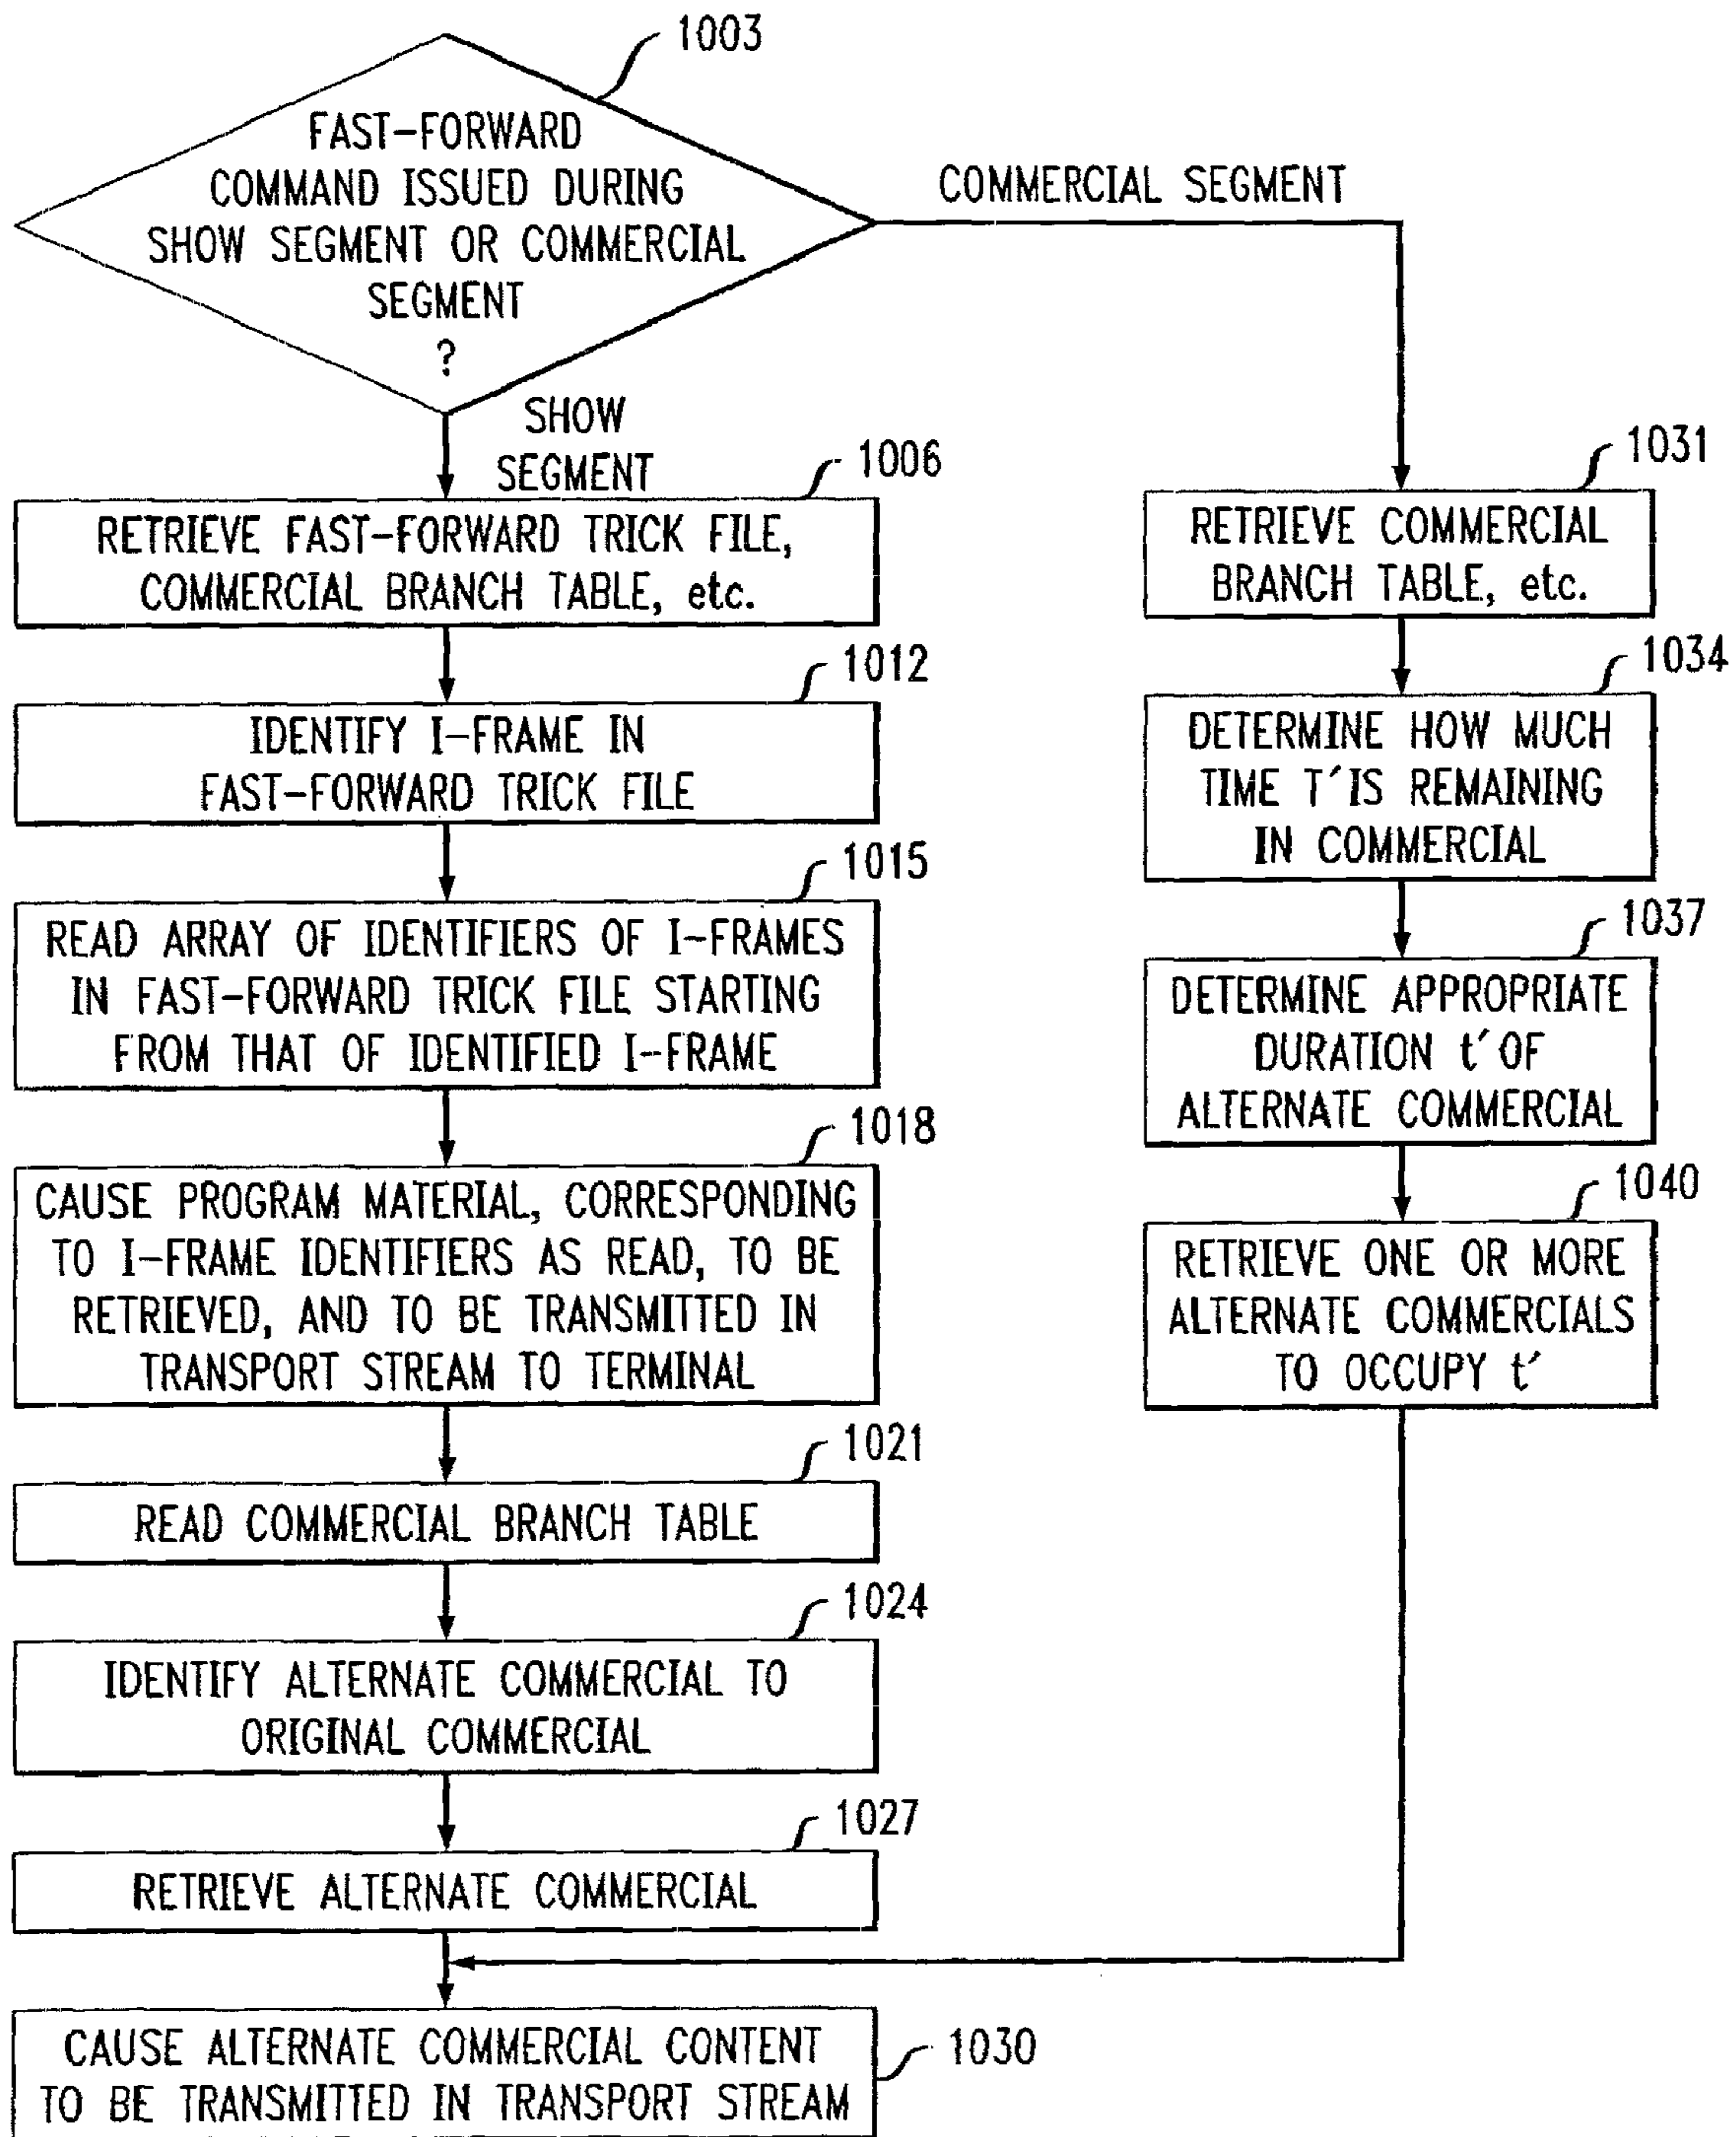 1003
FAST-FORWARD
COMMAND ISSUED DURING
SHOW SEGMENT OR COMMERCIAL
SEGMENT
?
COMMERCIAL SEGMENT
SHOW
SEGMENT
1006
RETRIEVE FAST-FORWARD TRICK FILE,
COMMERCIAL BRANCH TABLE, etc.
1012
IDENTIFY I-FRAME IN
FAST-FORWARD TRICK FILE
1015
READ ARRAY OF IDENTIFIERS OF I-FRAMES
IN FAST-FORWARD TRICK FILE STARTING
FROM THAT OF IDENTIFIED I-FRAME
1018
CAUSE PROGRAM MATERIAL, CORRESPONDING
TO I-FRAME IDENTIFIERS AS READ, TO BE
RETRIEVED, AND TO BE TRANSMITTED IN
TRANSPORT STREAM TO TERMINAL
1021
READ COMMERCIAL BRANCH TABLE
1024
IDENTIFY ALTERNATE COMMERCIAL TO
ORIGINAL COMMERCIAL
1027
RETRIEVE ALTERNATE COMMERCIAL
1031
RETRIEVE COMMERCIAL
BRANCH TABLE, etc.
1034
DETERMINE HOW MUCH
TIME T´IS REMAINING
IN COMMERCIAL
1037
DETERMINE APPROPRIATE
DURATION t´OF
ALTERNATE COMMERCIAL
1040
RETRIEVE ONE OR MORE
ALTERNATE COMMERCIALS
TO OCCUPY t´
CAUSE ALTERNATE COMMERCIAL CONTENT
TO BE TRANSMITTED IN TRANSPORT STREAM
1030